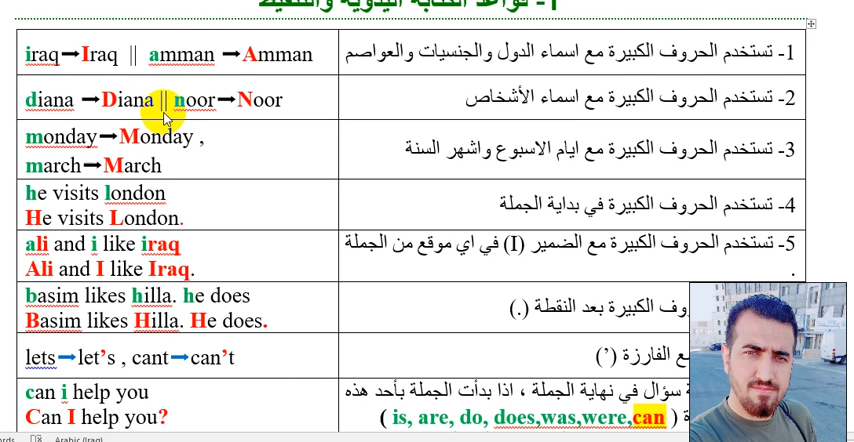 1- قواعد الكتابة اليدوية والتنقيط
1- تستخدم الحروف الكبيرة مع اسماء الدول والجنسيات والعواصم
iraq➞Iraq || amman ➞Amman
2- تستخدم الحروف الكبيرة مع اسماء الأشخاص
diana ➞Diana || noor➞Noor
3- تستخدم الحروف الكبيرة مع ايام الاسبوع واشهر السنة
monday➞Monday ,
march➞March
4- تستخدم الحروف الكبيرة في بداية الجملة
he visits london
He visits London.
5- تستخدم الحروف الكبيرة مع الضمير (I) في اي موقع من الجملة
.
ali and i like iraq
Ali and I like Iraq.
وف الكبيرة بعد النقطة (.)
basim likes hilla. he does
Basim likes Hilla. He does.
ع الفارزة (’)
lets➞let’s , cant➞can’t
ة سؤال في نهاية الجملة ، اذا بدأت الجملة بأحد هذه
ة ( is, are, do, does,was,were,can )
can i help you
Can I help you?
Arabic (Iraq)